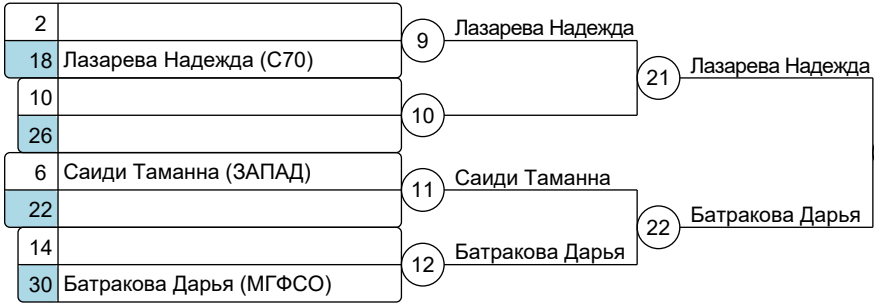 2
18 Лазарева Надежда (С70)
10
26
6 Саиди Таманна (ЗАПАД)
22
14
30 Батракова Дарья (МГФСО)
9 Лазарева Надежда
10
11 Саиди Таманна
12 Батракова Дарья
21 Лазарева Надежда
22 Батракова Дарья